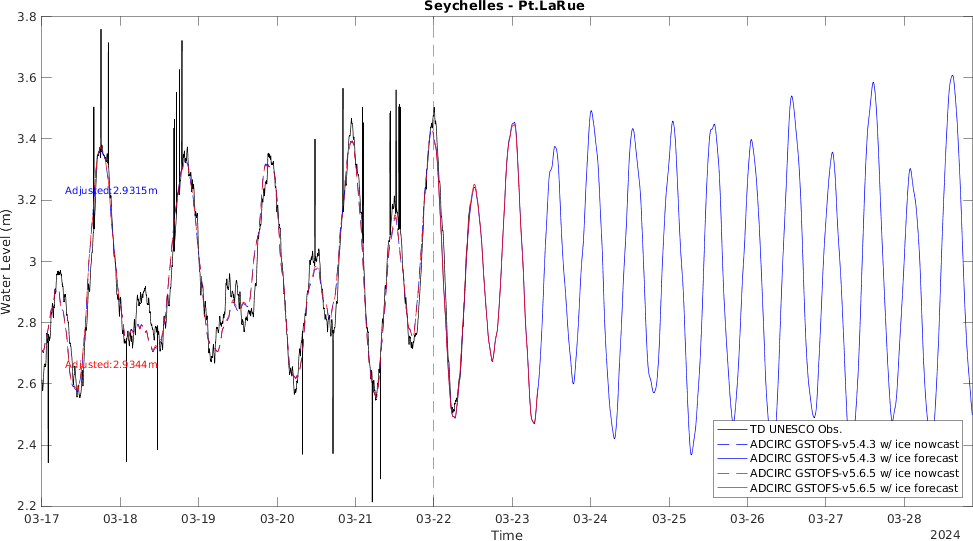 Seychelles - Pt.LaRue
3.8
3.6
3.4
3.2
3
2.8
2.6
2.4
2.2
Water Level (m)
Adjusted:2.9315m
Adjusted:2.9344m
TD UNESCO Obs.
ADCIRC GSTOFS-v5.4.3 w/ ice nowcast
ADCIRC GSTOFS-v5.4.3 w/ ice forecast
ADCIRC GSTOFS-v5.6.5 w/ ice nowcast
ADCIRC GSTOFS-v5.6.5 w/ ice forecast
03-17 03-18 03-19 03-20 03-21 03-22 03-23 03-24 03-25 03-26 03-27 03-28
Time
2024